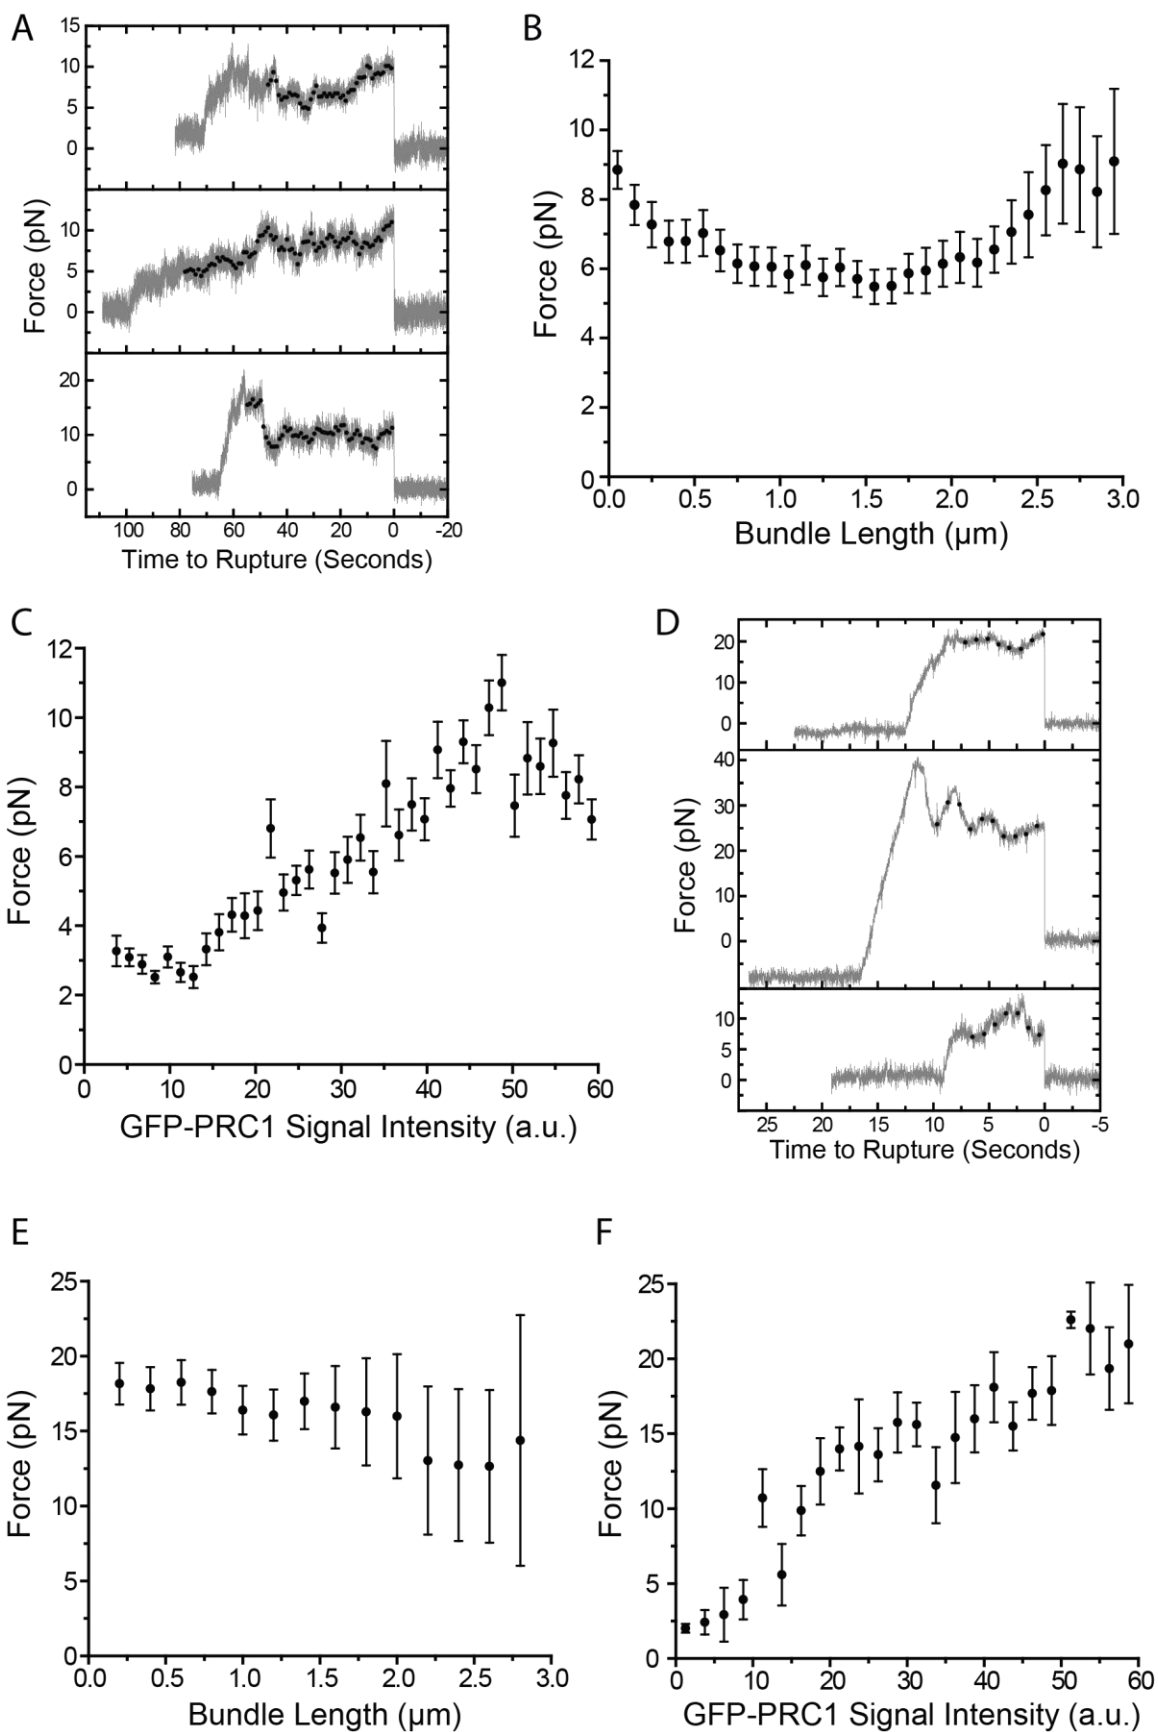 A
15
10
5
0
10
5
0
20
10
0
Force (pN)
100 80 60 40 20 0 -20
Time to Rupture (Seconds)
B
12
10
8
6
4
2
0
Force (pN)
0.0 0.5 1.0 1.5 2.0 2.5 3.0
Bundle Length (µm)
C
12
10
8
6
4
2
0
Force (pN)
0 10 20 30 40 50 60
GFP-PRC1 Signal Intensity (a.u.)
D
20
10
0
40
30
20
10
0
10
5
0
Force (pN)
25 20 15 10 5 0 -5
Time to Rupture (Seconds)
E
25
20
15
10
5
0
Force (pN)
0.0 0.5 1.0 1.5 2.0 2.5 3.0
Bundle Length (µm)
F
25
20
15
10
5
0
Force (pN)
0 10 20 30 40 50 60
GFP-PRC1 Signal Intensity (a.u.)